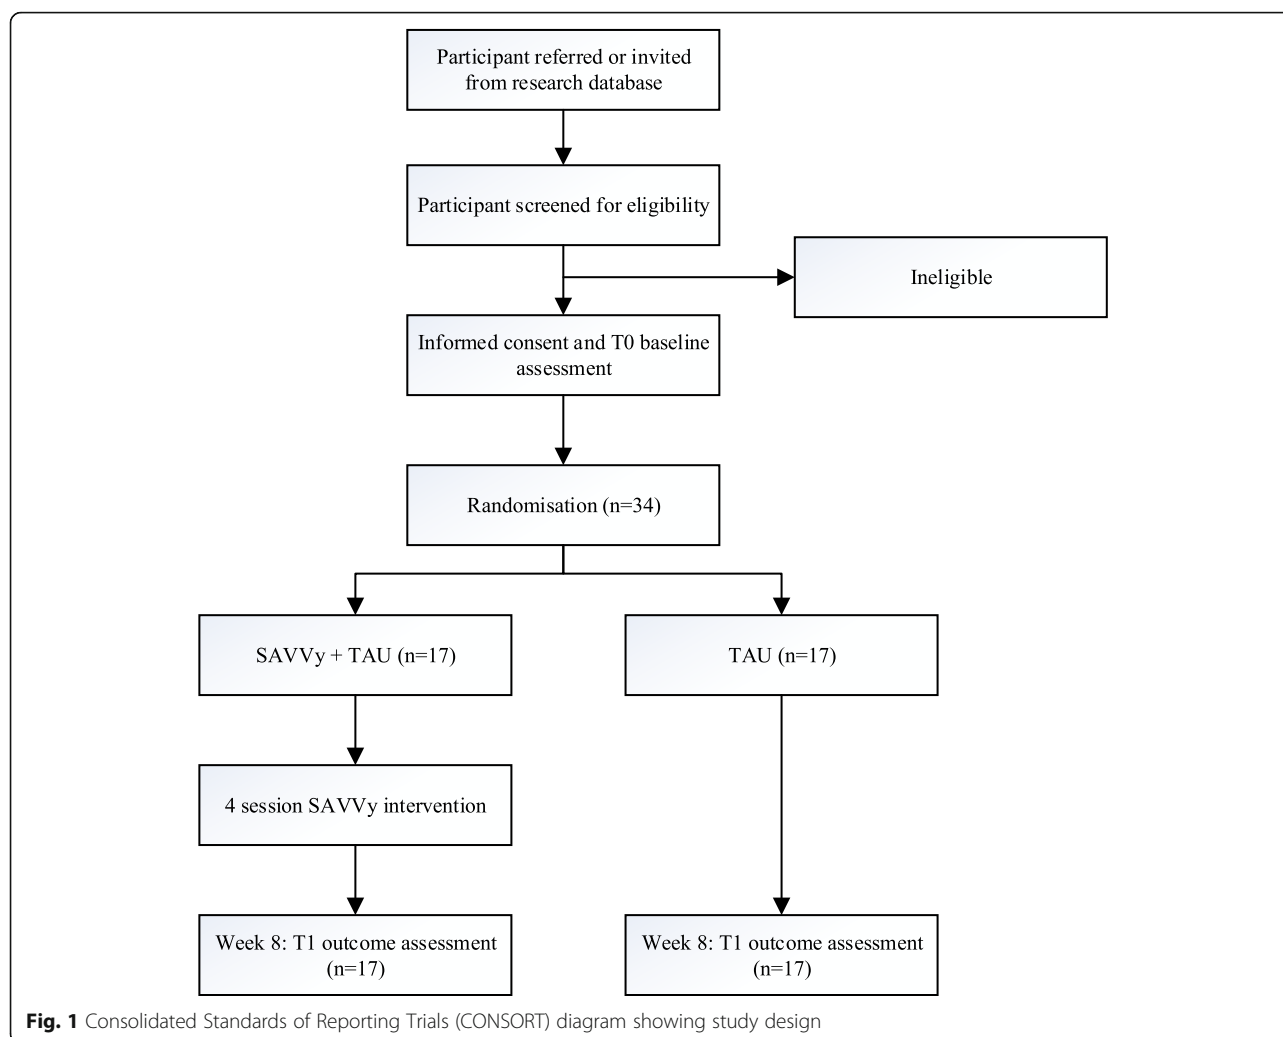 Participant referred or invited
from research database
Participant screened for eligibility
Ineligible
Informed consent and T0 baseline
assessment
Randomisation (n=34)
SAVVy + TAU (n=17)
TAU (n=17)
4 session SAVVy intervention
Week 8: T1 outcome assessment
(n=17)
Week 8: T1 outcome assessment
(n=17)
Fig. 1 Consolidated Standards of Reporting Trials (CONSORT) diagram showing study design